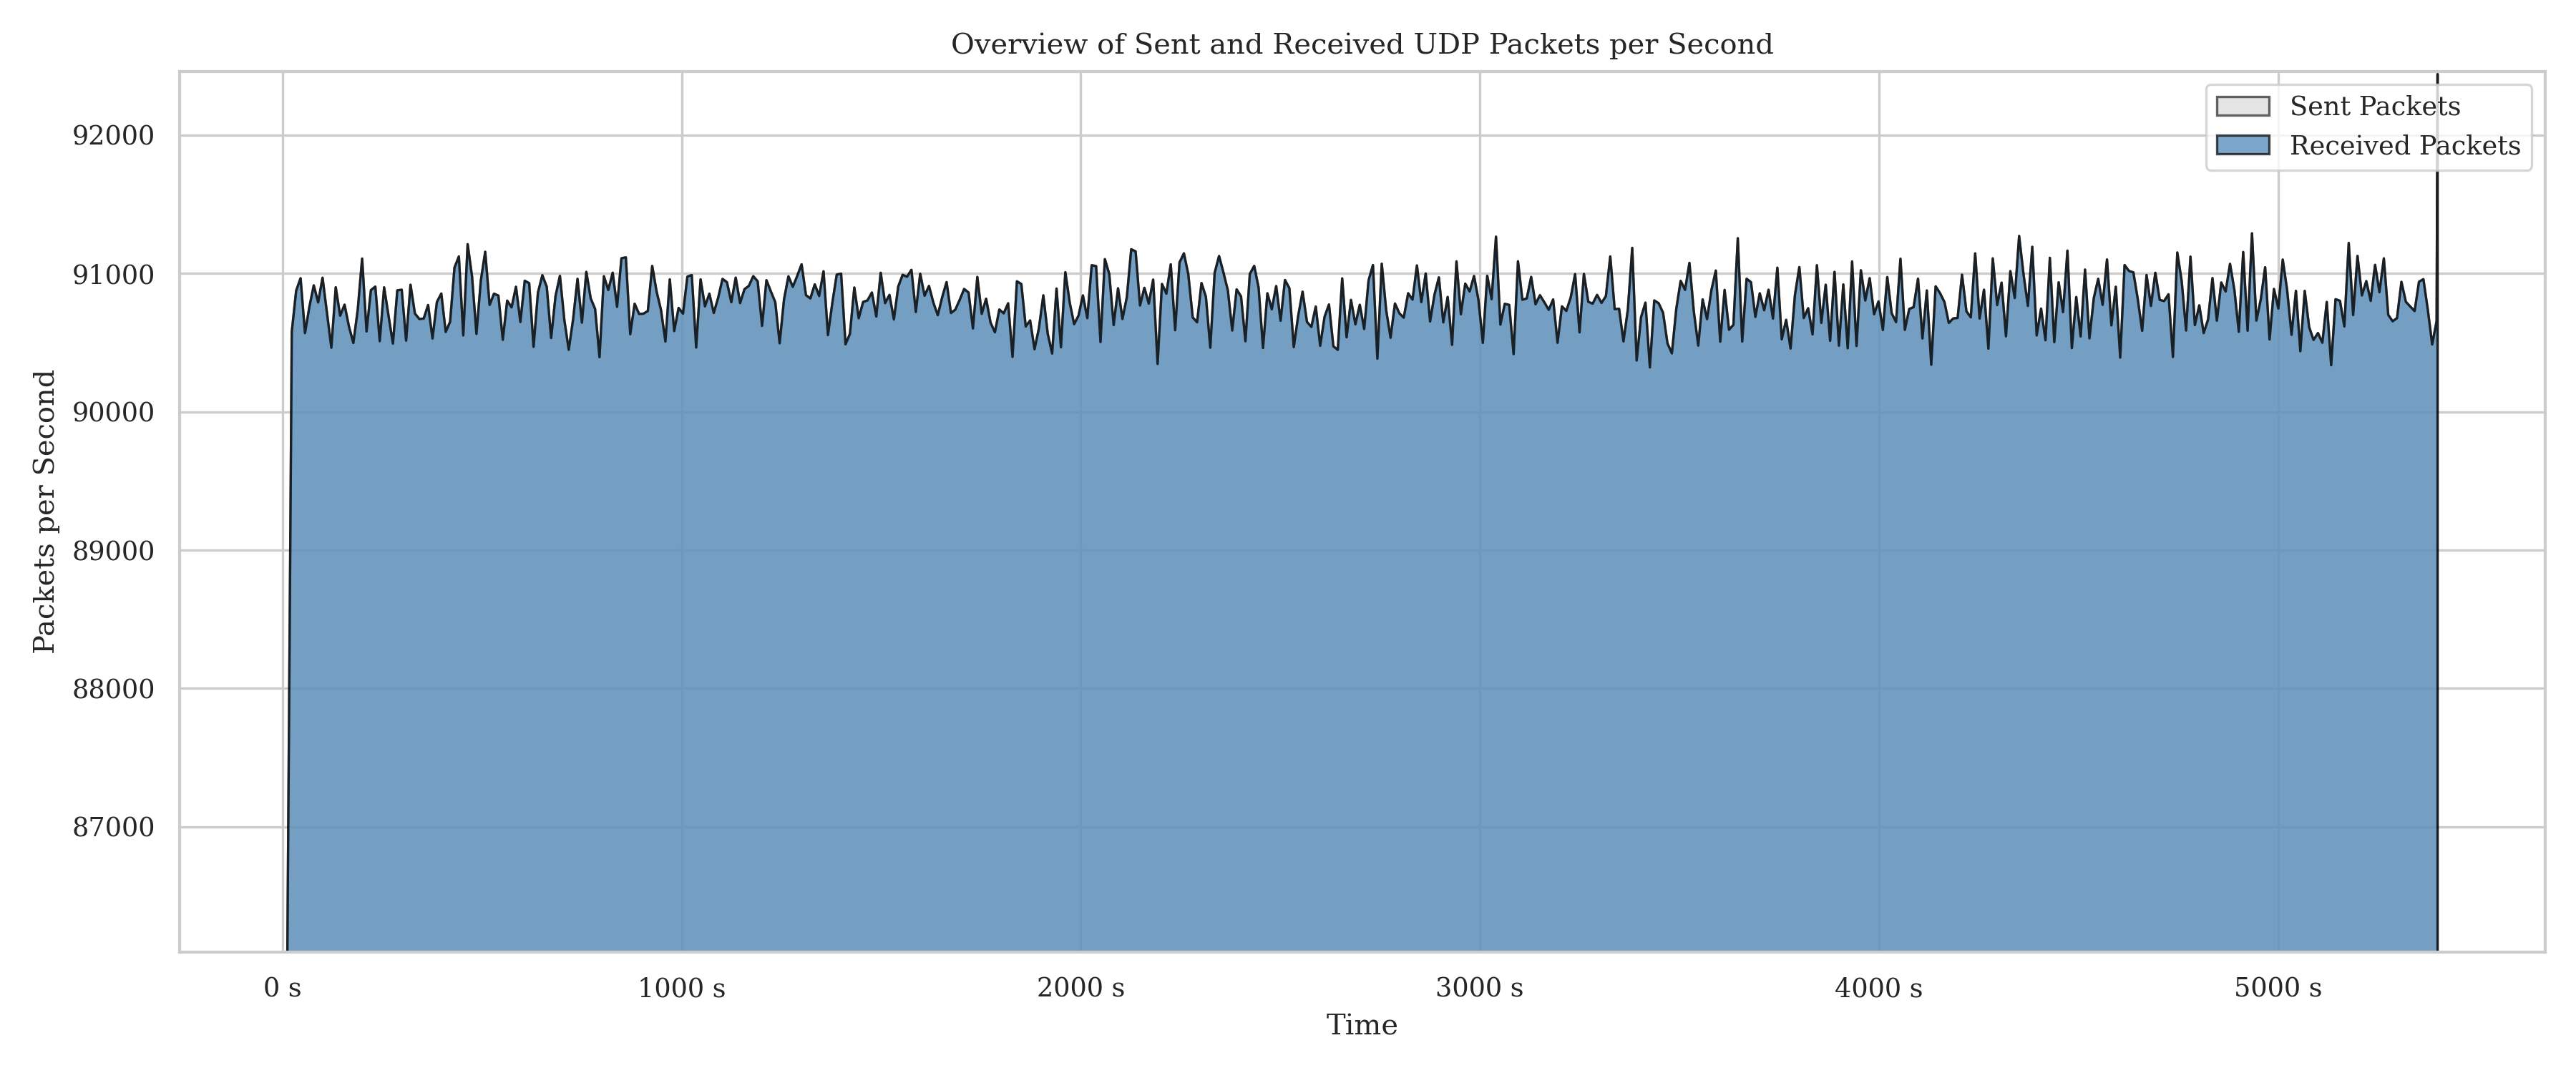 Overview of Sent and Received UDP Packets per Second
Sent Packets
Received Packets
Packets per Second
92000
91000
90000
89000
88000
87000
0 s
1000 s
2000 s
3000 s
4000 s
5000 s
Time